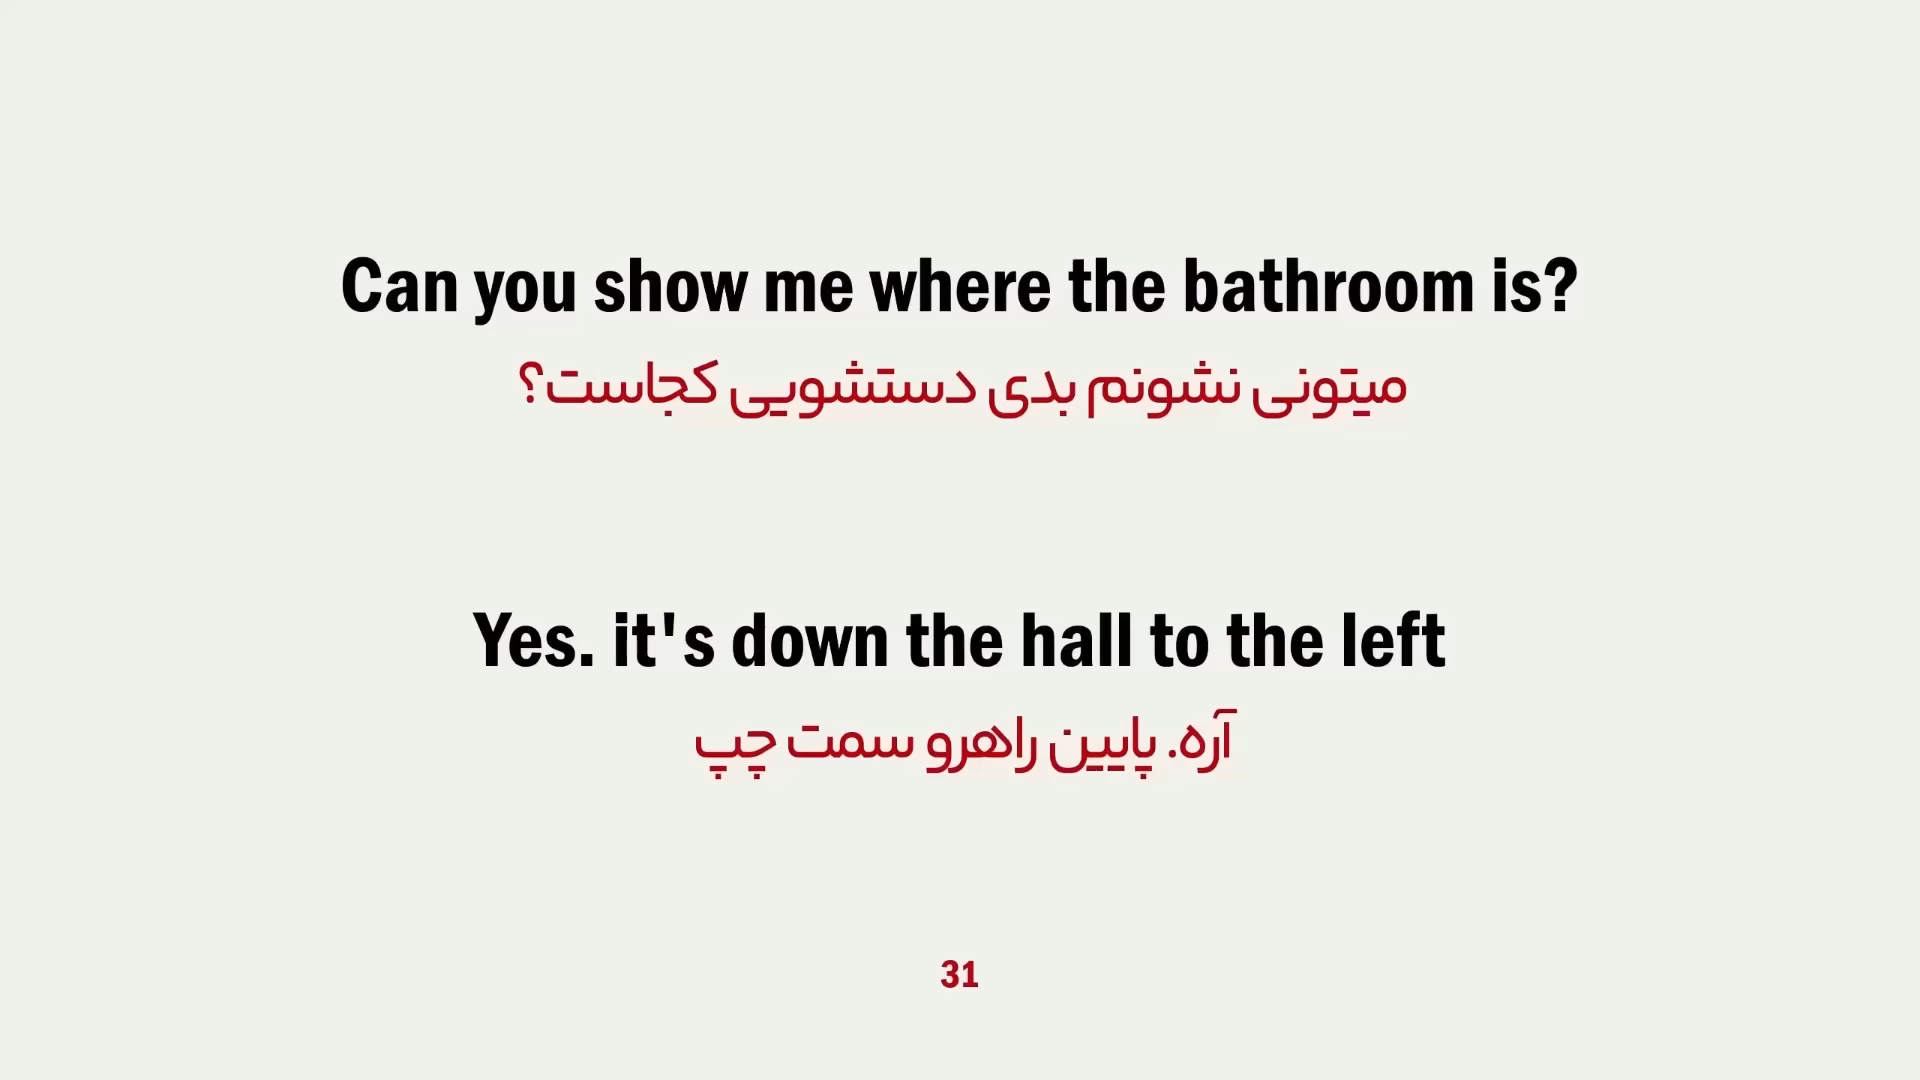 Can you show me where the bathroom is?
میتونی نشونم بدی دستشویی کجاست؟
Yes. it's down the hall to the left
آره. پایین راهرو سمت چپ
31